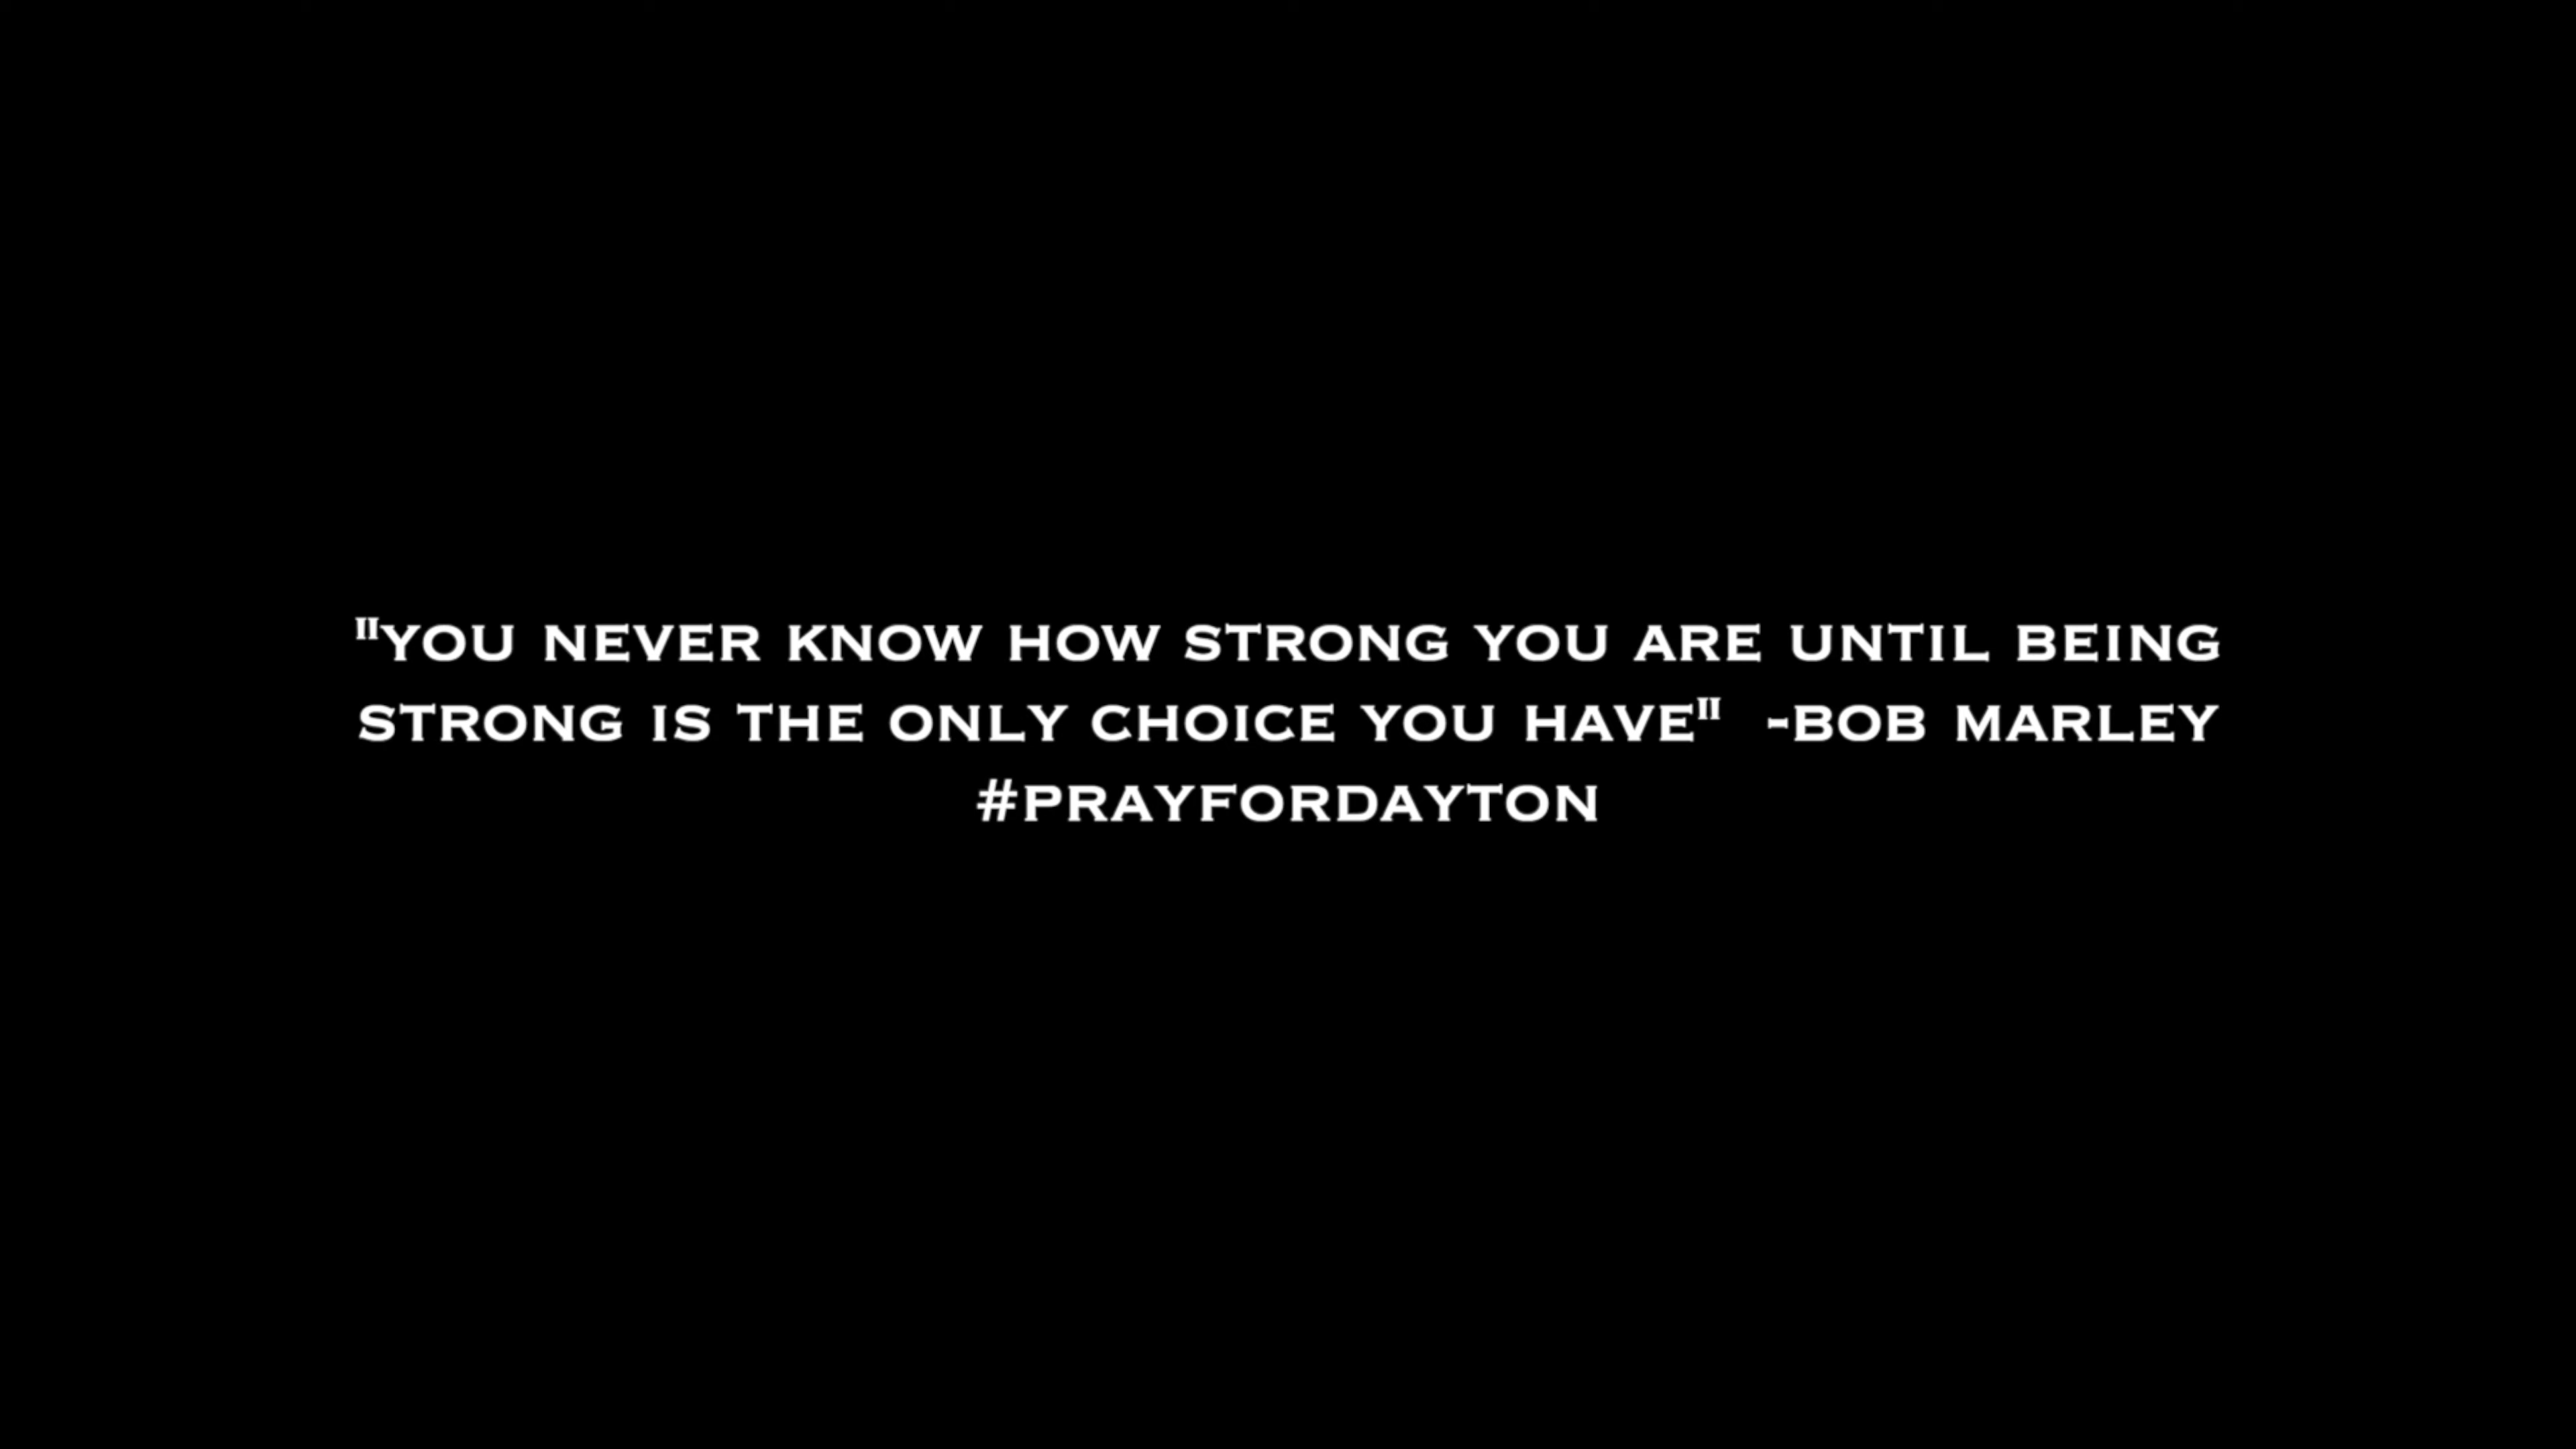 "YOU NEVER KNOW HOW STRONG YOU ARE UNTIL BEING
STRONG IS THE ONLY CHOICE YOU HAVE"  -BOB MARLEY
#PRAYFORDAYTON